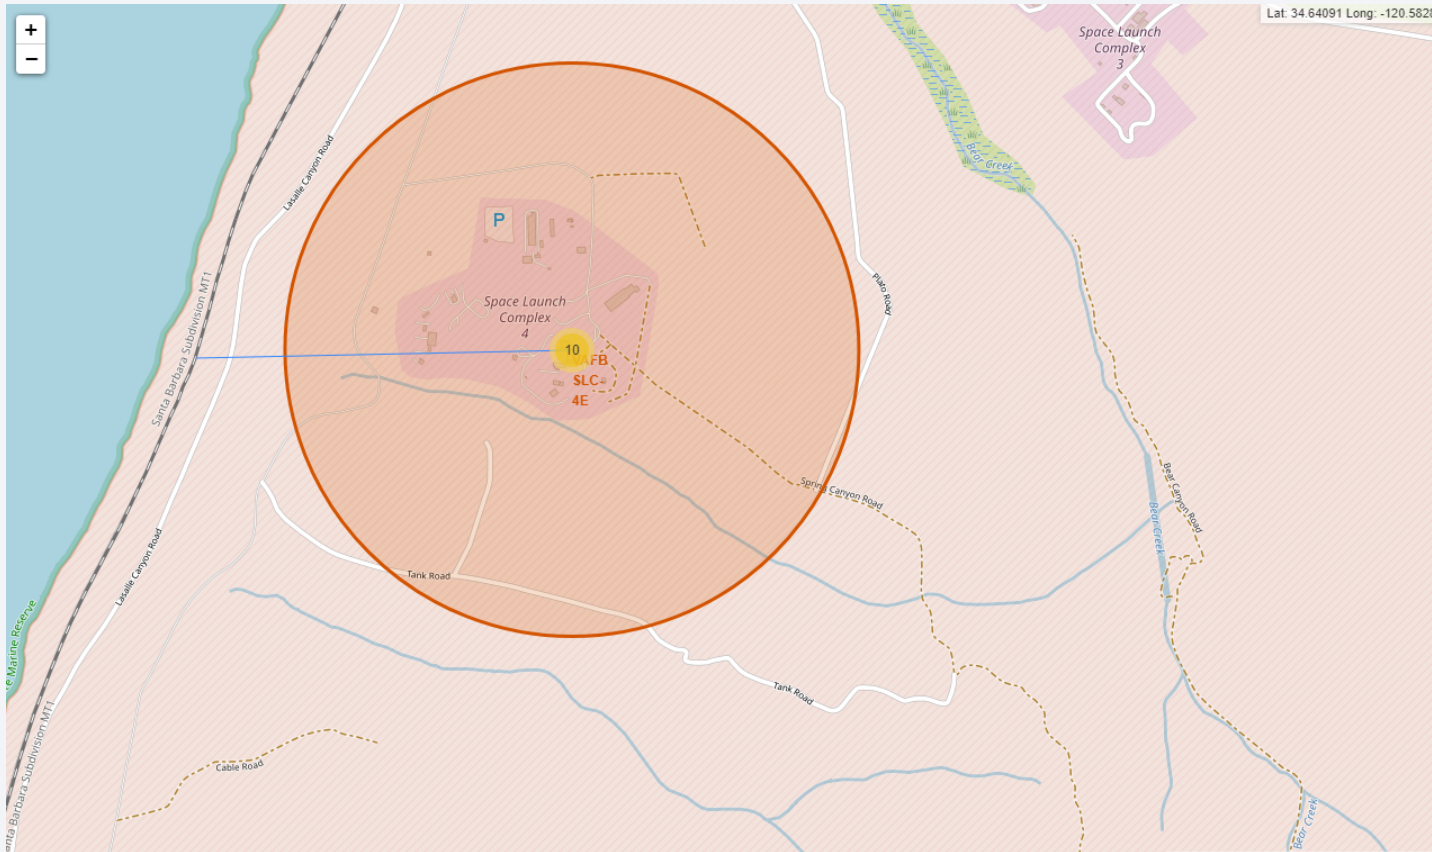 +
−
Lat: 34.64091 Long: -120.5828
Space Launch
Complex
3
Bear Creek
Lasalle Canyon Road
P
Santa Barbara Subdivision MT1
Plato Roay
Space Launch
Complex
4
10
VAFB
SLC-
4E
Spring Canyon Road
Bear Canyon Road
Bear Creek
Lasalle Canyon Road
Tank Road
Marine Reserve
Tank Road
Santa Barbara Subdivision MT1
Cable Road
Bear Creek